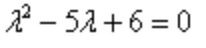 λ² − 5λ + 6 = 0